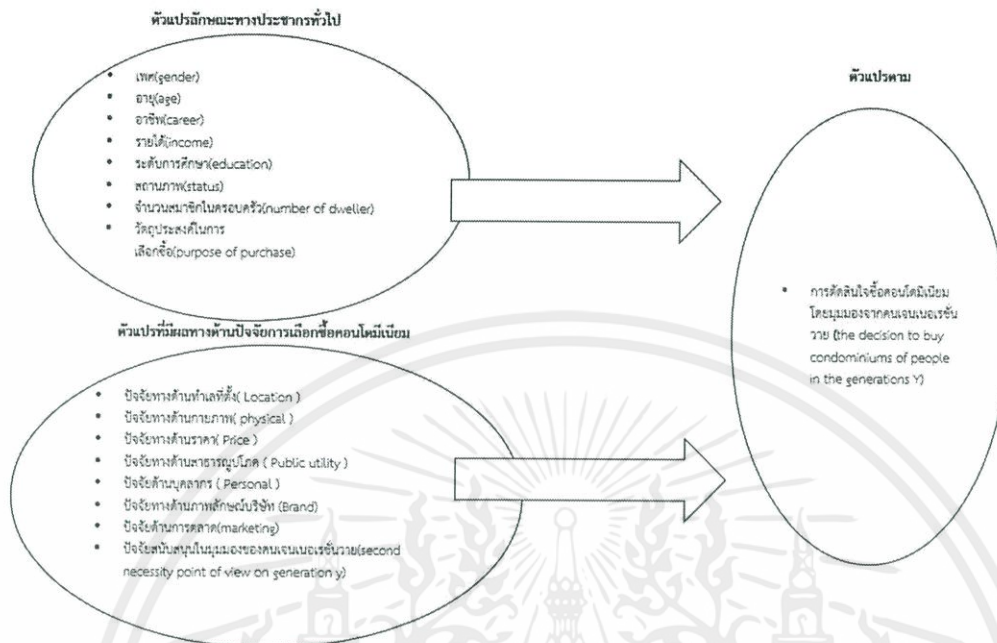 ตัวแปรลักษณะทางประชากรทั่วไป
• เพศ(gender)
• อายุ(age)
• อาชีพ(career)
• รายได้(income)
• ระดับการศึกษา(education)
• สถานภาพ(status)
• จำนวนสมาชิกในครอบครัว(number of dweller)
• วัตถุประสงค์ในการ
เลือกซื้อ(purpose of purchase)
ตัวแปรที่มีผลทางด้านปัจจัยการเลือกซื้อคอนโดมีเนียม
• ปัจจัยทางด้านทำเลที่ตั้ง( Location )
• ปัจจัยทางด้านกายภาพ( physical )
• ปัจจัยทางด้านราคา( Price )
• ปัจจัยทางด้านสาธารณูปโภค ( Public utility )
• ปัจจัยด้านบุคลากร ( Personal )
• ปัจจัยทางด้านภาพลักษณ์บริษัท (Brand)
• ปัจจัยด้านการตลาด(marketing)
• ปัจจัยสนับสนุนในมุมมองของคนเจนเนอเรชั่นวาย(second
necessity point of view on generation y)
ตัวแปรตาม
• การตัดสินใจซื้อคอนโดมีเนียม
โดยมุมมองจากคนเจนเนอเรชั่น
วาย (the decision to buy
condominiums of people
in the generations Y)